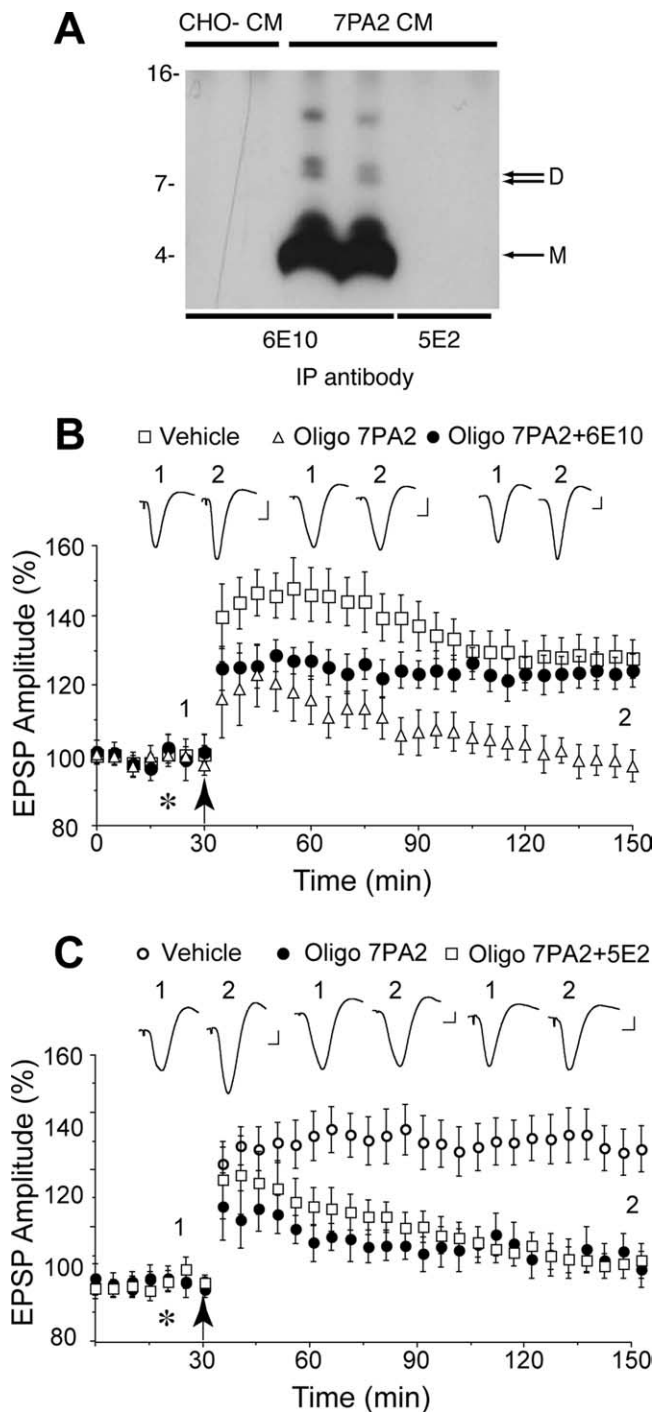 A
CHO- CM 7PA2 CM
16-
7-
4-
D
M
6E10 5E2
IP antibody
B
□ Vehicle △ Oligo 7PA2 ● Oligo 7PA2+6E10
1 2 1 2 1 2
160
140
120
100
80
EPSP Amplitude (%)
1
2
*
0 30 60 90 120 150
Time (min)
C
○ Vehicle ● Oligo 7PA2 □ Oligo 7PA2+5E2
1 2 1 2 1 2
160
140
120
100
80
EPSP Amplitude (%)
1
2
*
0 30 60 90 120 150
Time (min)